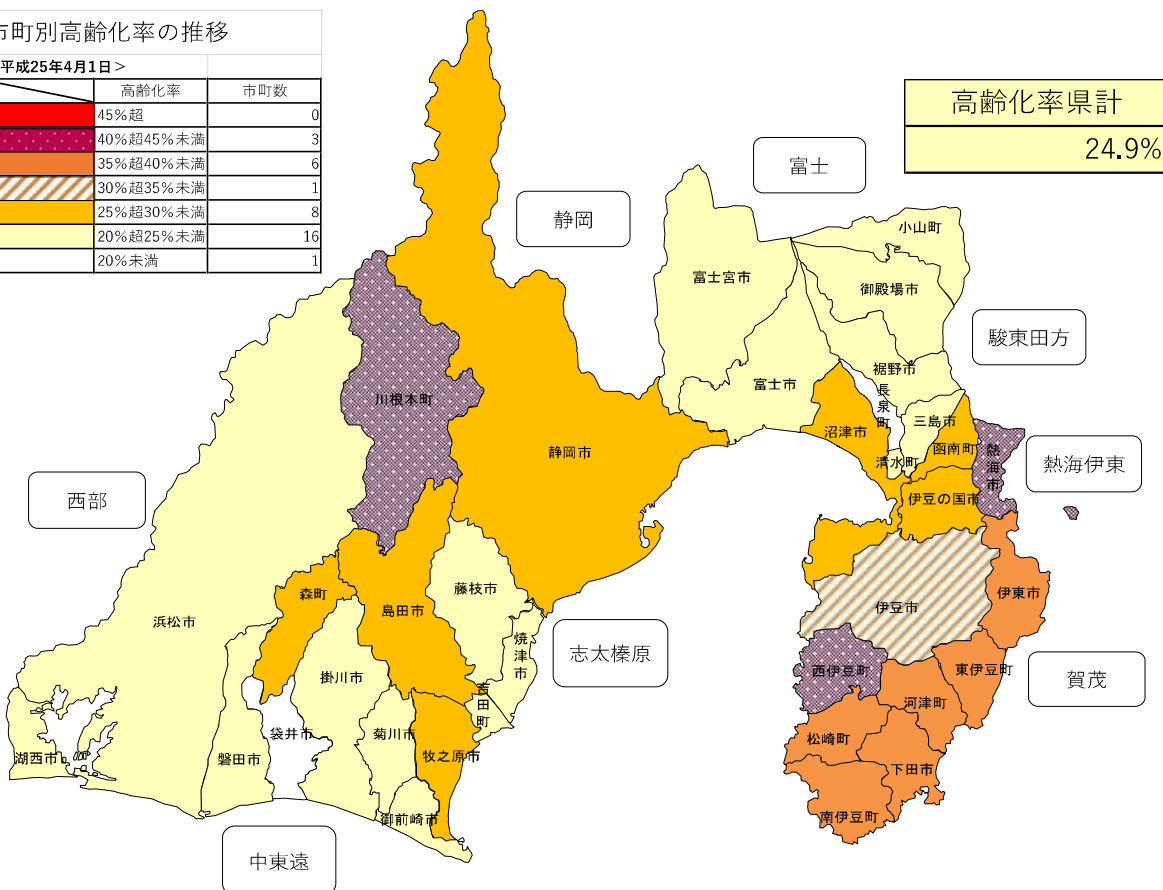 市町別高齢化率の推移
平成25年4月1日>
高齢化率 市町数
45%超 0
40%超45%未満 3
35%超40%未満 6
30%超35%未満 1
25%超30%未満 8
20%超25%未満 16
20%未満 1
高齢化率県計
24.9%
富士
静岡
小山町
富士宮市
御殿場市
駿東田方
裾野市
富士市
長泉町
川根本町
三島市
沼津市
函南町
静岡市
清水町
熱海市
熱海伊東
西部
伊豆の国市
藤枝市
森町
島田市
伊豆市
伊東市
浜松市
焼津市
志太榛原
掛川市
西伊豆町
東伊豆町
賀茂
吉田町
河津町
袋井市
菊川市
松崎町
湖西市
磐田市
牧之原市
下田市
御前崎市
南伊豆町
中東遠